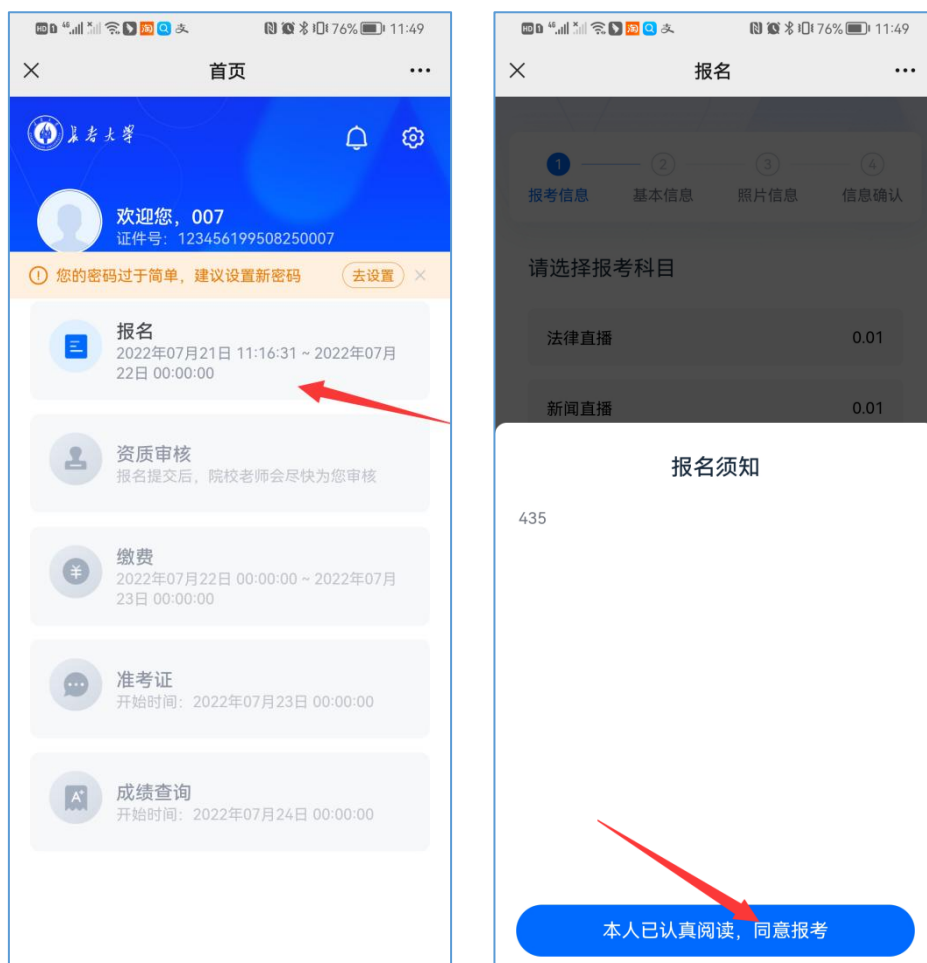 76% 11:49
首页
长者大学
欢迎您，007
证件号：123456199508250007
您的密码过于简单，建议设置新密码
去设置
报名
2022年07月21日 11:16:31 ~ 2022年07月
22日 00:00:00
资质审核
报名提交后，院校老师会尽快为您审核
缴费
2022年07月22日 00:00:00 ~ 2022年07月
23日 00:00:00
准考证
开始时间：2022年07月23日 00:00:00
成绩查询
开始时间：2022年07月24日 00:00:00
76% 11:49
报名
1 2 3 4
报考信息 基本信息 照片信息 信息确认
请选择报考科目
法律直播 0.01
新闻直播 0.01
报名须知
435
本人已认真阅读，同意报考